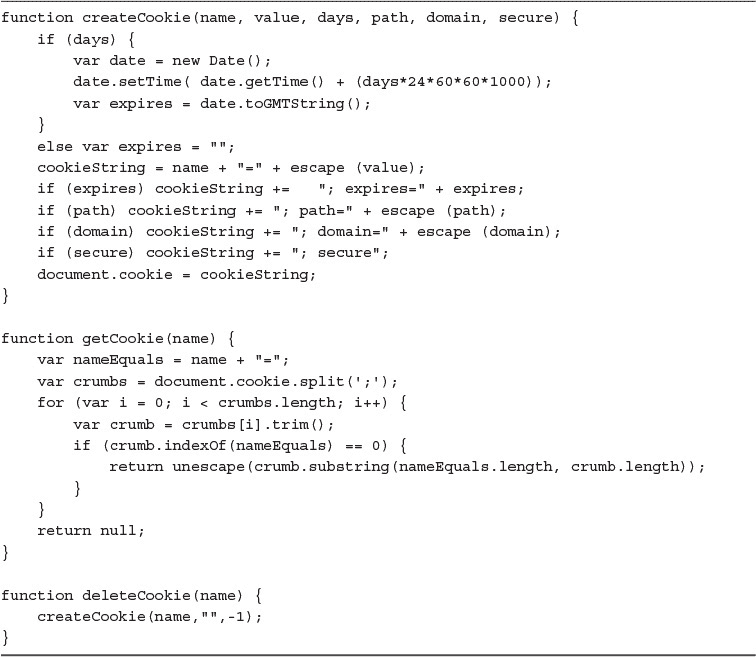 function createCookie(name, value, days, path, domain, secure) {
    if (days) {
        var date = new Date();
        date.setTime( date.getTime() + (days*24*60*60*1000));
        var expires = date.toGMTString();
    }
    else var expires = "";
    cookieString = name + "=" + escape (value);
    if (expires) cookieString +=   "; expires=" + expires;
    if (path) cookieString += "; path=" + escape (path);
    if (domain) cookieString += "; domain=" + escape (domain);
    if (secure) cookieString += "; secure";
    document.cookie = cookieString;
}

function getCookie(name) {
    var nameEquals = name + "=";
    var crumbs = document.cookie.split(';');
    for (var i = 0; i < crumbs.length; i++) {
        var crumb = crumbs[i].trim();
        if (crumb.indexOf(nameEquals) == 0) {
            return unescape(crumb.substring(nameEquals.length, crumb.length));
        }
    }
    return null;
}

function deleteCookie(name) {
    createCookie(name,"",-1);
}